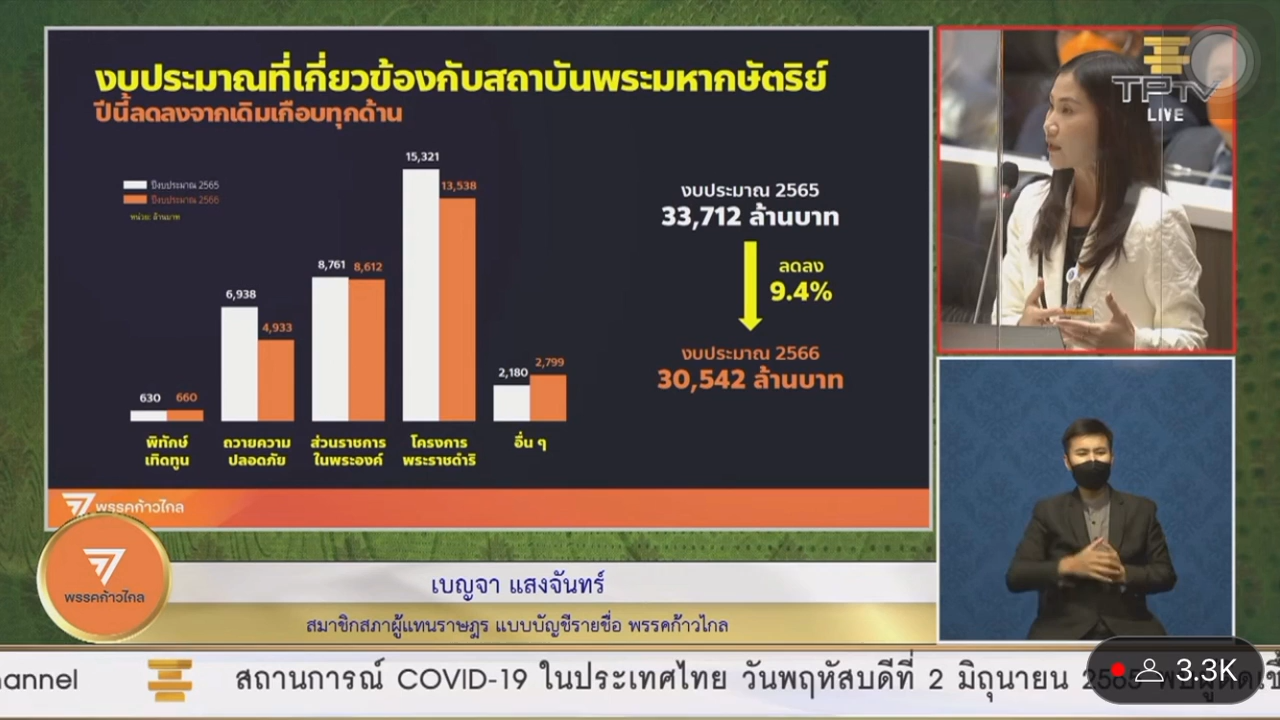 งบประมาณที่เกี่ยวข้องกับสถาบันพระมหากษัตริย์
ปีนี้ลดลงจากเดิมเกือบทุกด้าน
ปีงบประมาณ 2565
ปีงบประมาณ 2566
หน่วย: ล้านบาท
630
660
6,938
4,933
8,761
8,612
15,321
13,538
2,180
2,799
พิทักษ์
เทิดทูน
ถวายความ
ปลอดภัย
ส่วนราชการ
ในพระองค์
โครงการ
พระราชดำริ
อื่น ๆ
งบประมาณ 2565
33,712 ล้านบาท
ลดลง
9.4%
งบประมาณ 2566
30,542 ล้านบาท
พรรคก้าวไกล
TPTV
LIVE
พรรคก้าวไกล
เบญจา แสงจันทร์
สมาชิกสภาผู้แทนราษฎร แบบบัญชีรายชื่อ พรรคก้าวไกล
annel
สถานการณ์ COVID-19 ในประเทศไทย วันพฤหัสบดีที่ 2 มิถุนายน 2565
3.3K